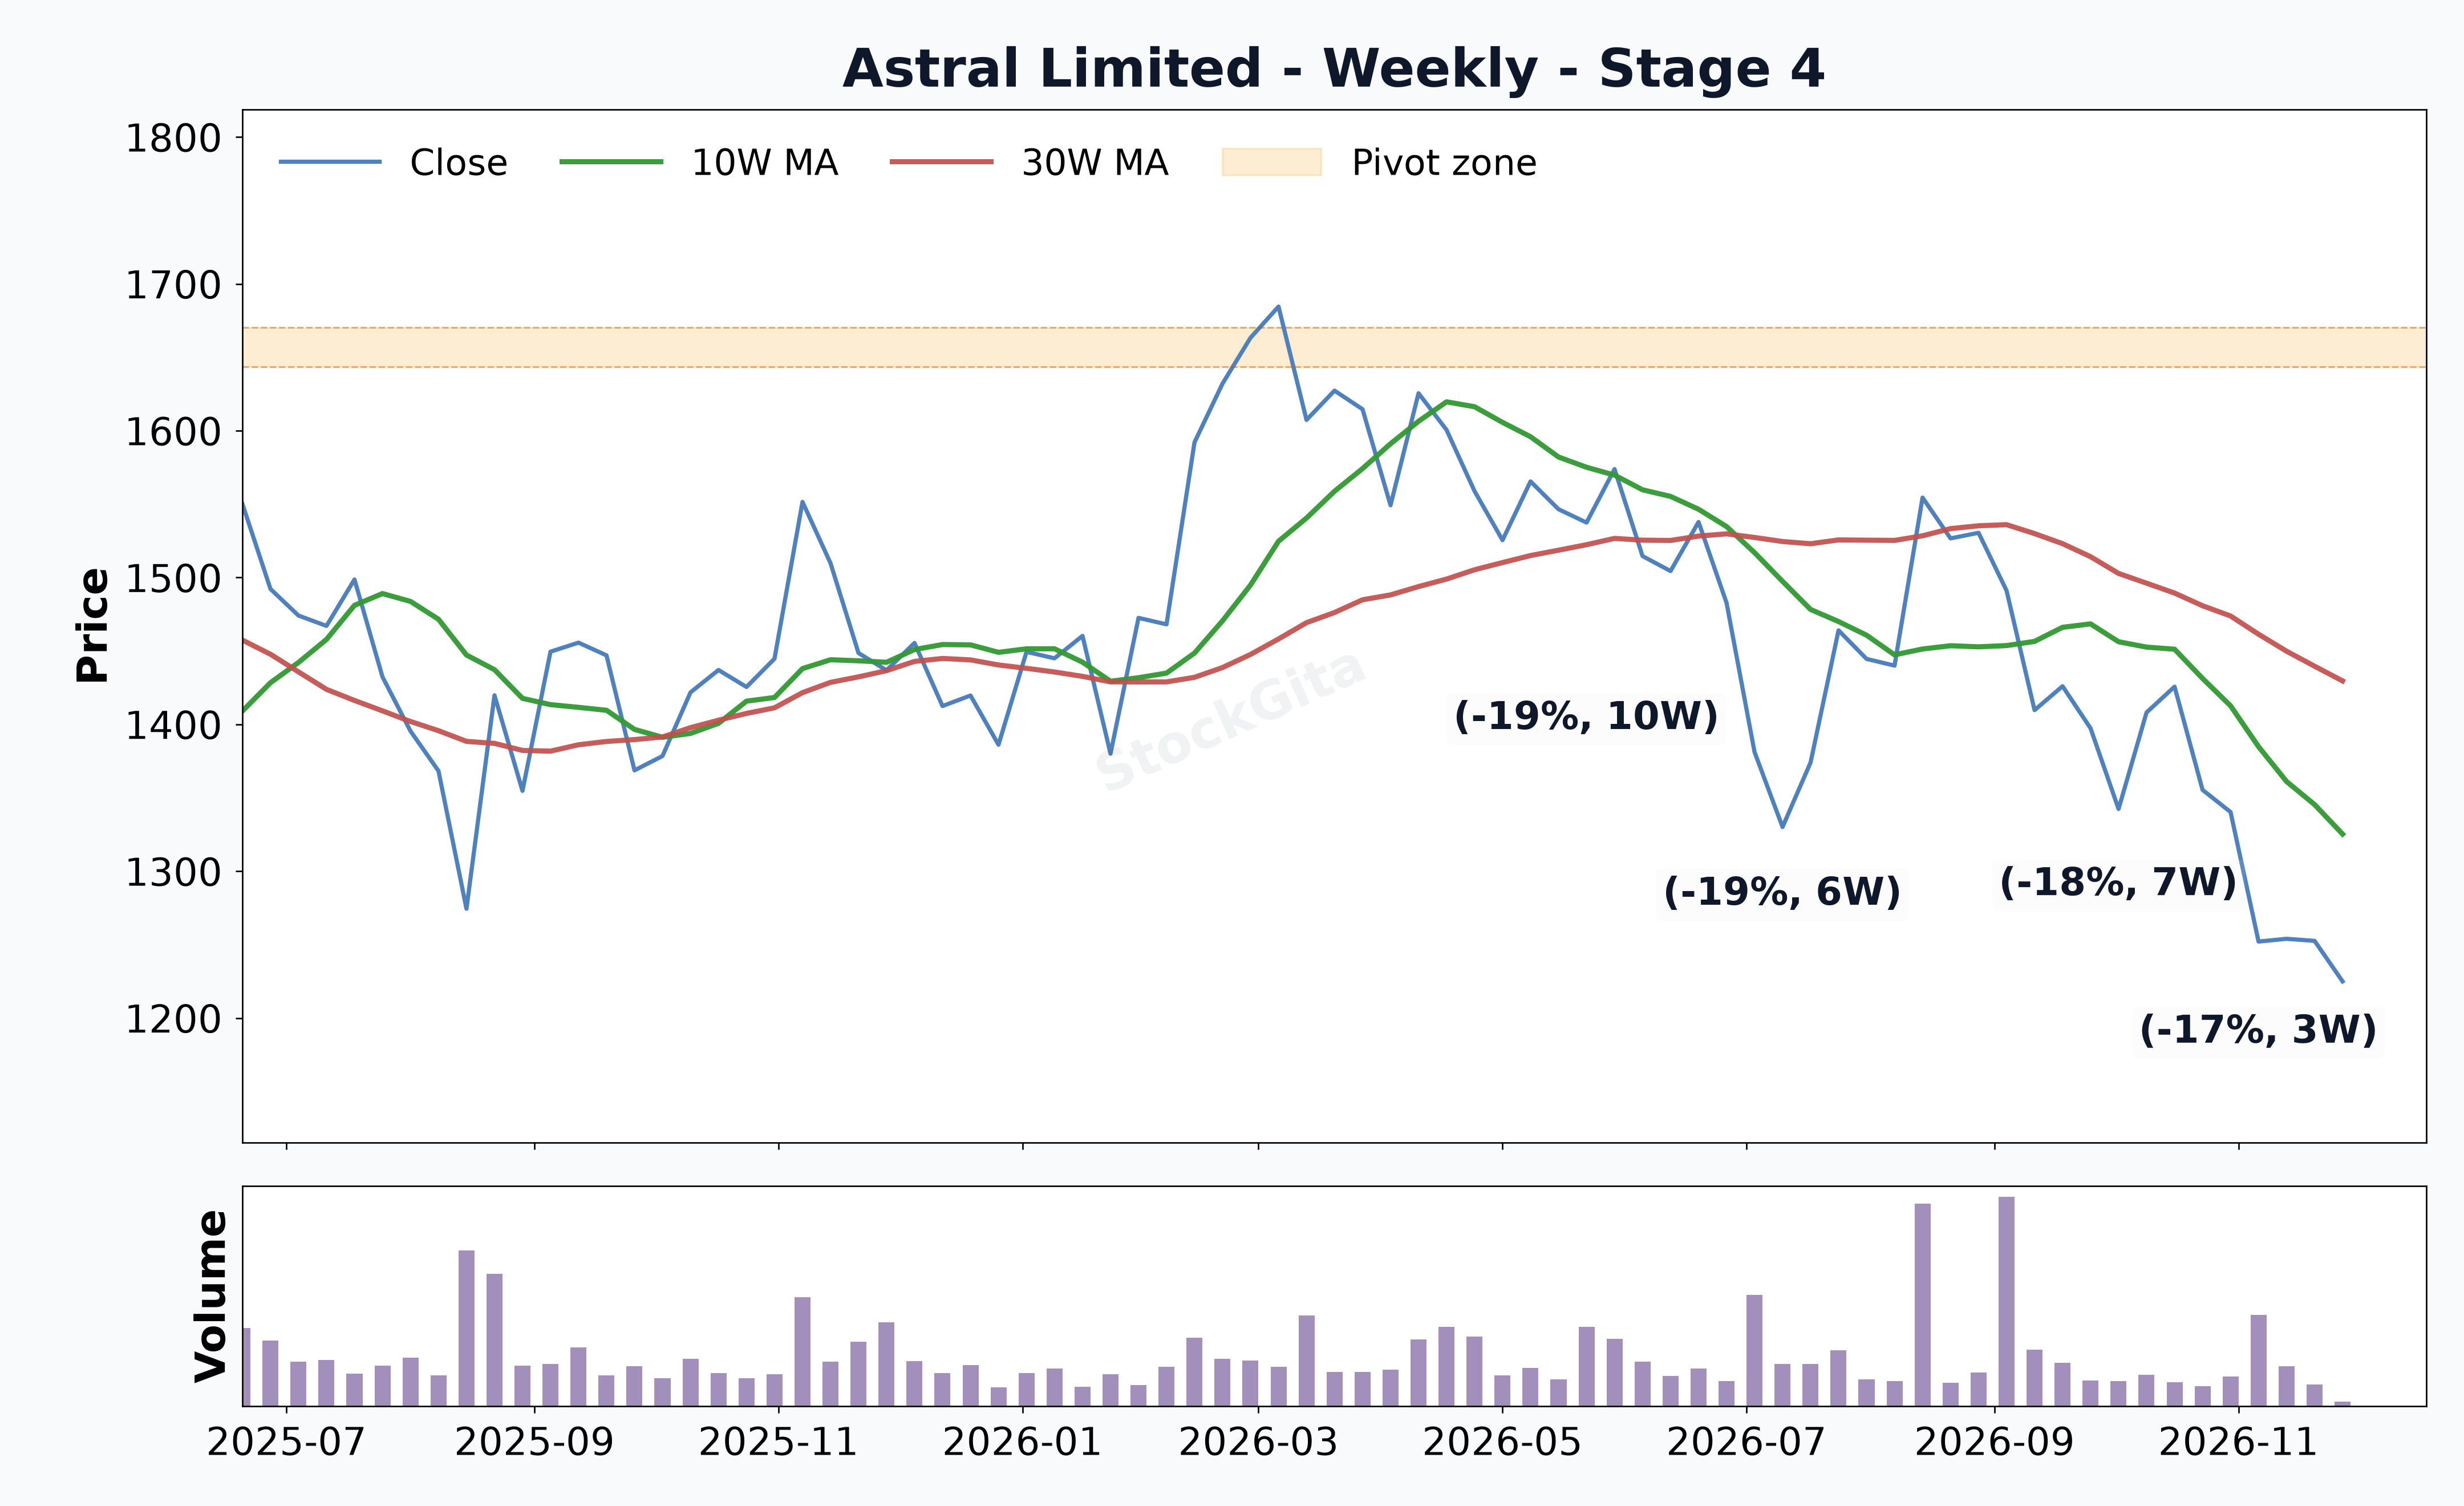 Astral Limited - Weekly - Stage 4
Close 10W MA 30W MA Pivot zone
1800
1700
1600
1500
1400
1300
1200
Price
StockGita
(-19%, 10W)
(-19%, 6W)
(-18%, 7W)
(-17%, 3W)
Volume
2025-07 2025-09 2025-11 2026-01 2026-03 2026-05 2026-07 2026-09 2026-11